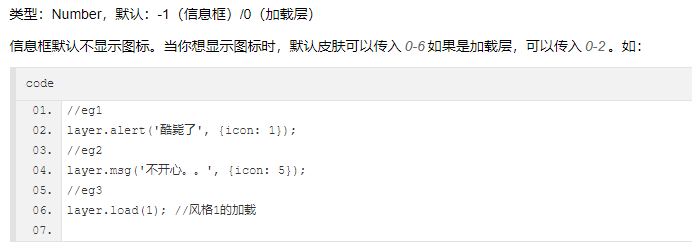 类型：Number，默认：-1（信息框）/0（加载层）
信息框默认不显示图标。当你想显示图标时，默认皮肤可以传入 0-6 如果是加载层，可以传入 0-2 。如：
code
01. //eg1
02. layer.alert('酷毙了', {icon: 1});
03. //eg2
04. layer.msg('不开心。。', {icon: 5});
05. //eg3
06. layer.load(1); //风格1的加载
07.